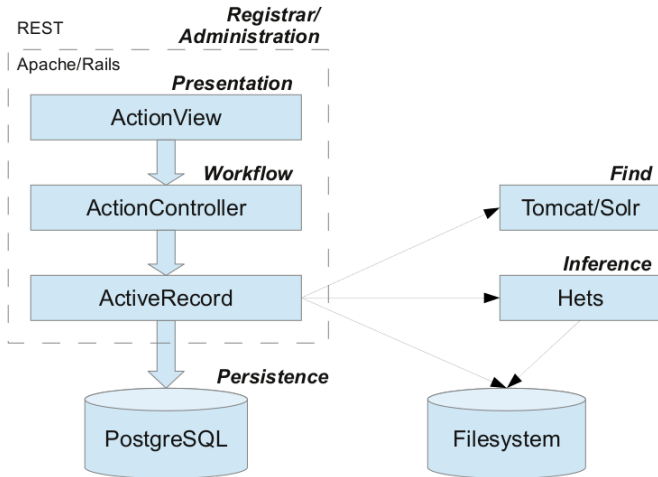 REST
Registrar/
Administration
Apache/Rails
Presentation
ActionView
Workflow
ActionController
Find
Tomcat/Solr
ActiveRecord
Inference
Hets
Persistence
PostgreSQL
Filesystem